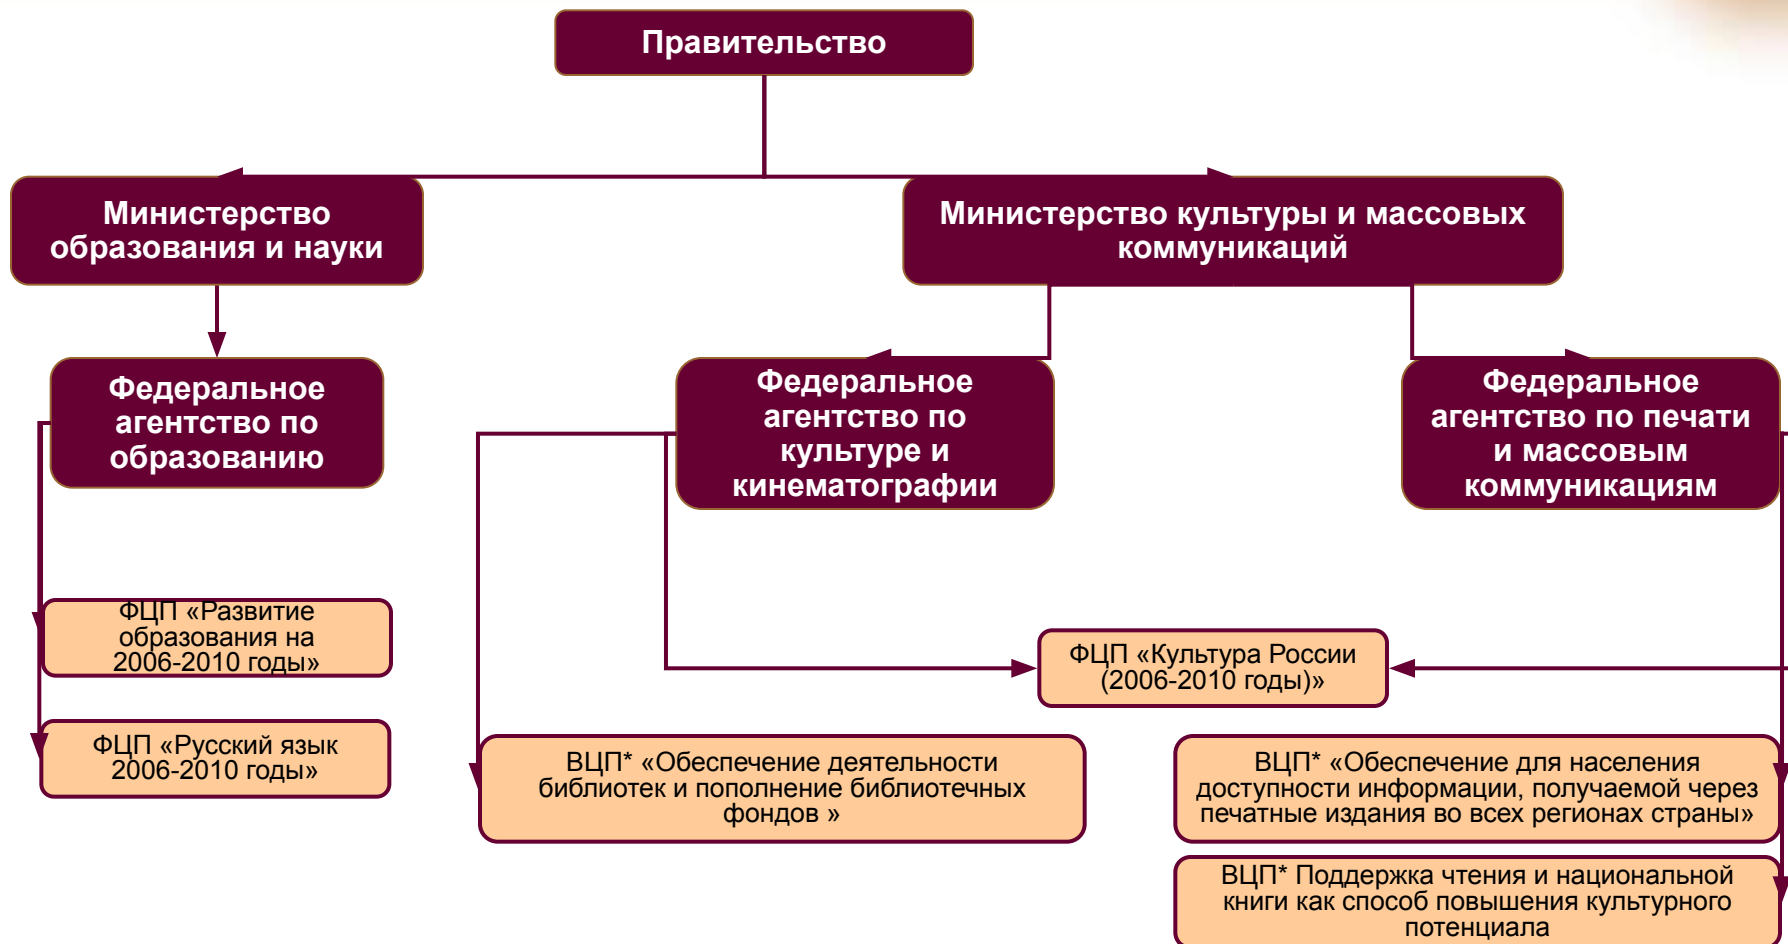 Правительство
Министерство
образования и науки
Министерство культуры и массовых
коммуникаций
Федеральное
агентство по
образованию
Федеральное
агентство по
культуре и
кинематографии
Федеральное
агентство по печати
и массовым
коммуникациям
ФЦП «Развитие
образования на
2006-2010 годы»
ФЦП «Культура России
(2006-2010 годы)»
ФЦП «Русский язык
2006-2010 годы»
ВЦП* «Обеспечение деятельности
библиотек и пополнение библиотечных
фондов »
ВЦП* «Обеспечение для населения
доступности информации, получаемой через
печатные издания во всех регионах страны»
ВЦП* Поддержка чтения и национальной
книги как способ повышения культурного
потенциала